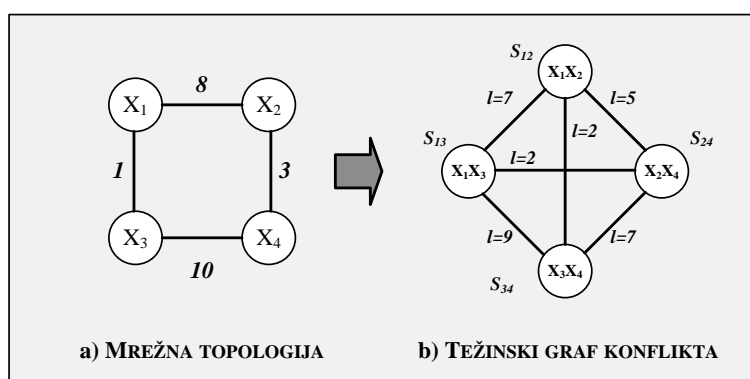 8
X1
X2
1
3
X3
X4
10
a) MREŽNA TOPOLOGIJA
S12
X1X2
l=7
l=5
l=2
S13
S24
l=2
X1X3
X2X4
l=9
l=7
X3X4
S34
b) TEŽINSKI GRAF KONFLIKTA